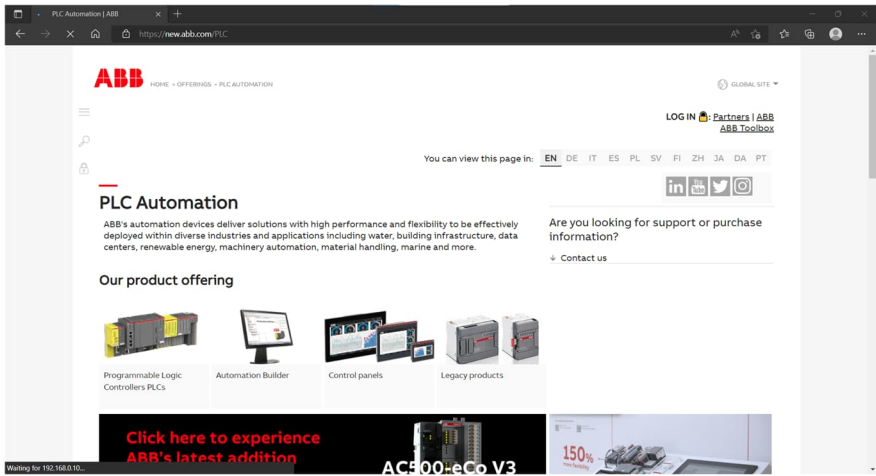 PLC Automation | ABB
https://new.abb.com/PLC
ABB
HOME » OFFERINGS » PLC AUTOMATION
GLOBAL SITE
LOG IN : Partners | ABB
ABB Toolbox
You can view this page in: EN DE IT ES PL SV FI ZH JA DA PT
in You Tube
PLC Automation
ABB's automation devices deliver solutions with high performance and flexibility to be effectively
deployed within diverse industries and applications including water, building infrastructure, data
centers, renewable energy, machinery automation, material handling, marine and more.
Are you looking for support or purchase
information?
Contact us
Our product offering
Programmable Logic
Controllers PLCs
Automation Builder
Control panels
Legacy products
Click here to experience
ABB's latest addition
AC500-eCo V3
150%
more flexibility
Waiting for 192.168.0.10...